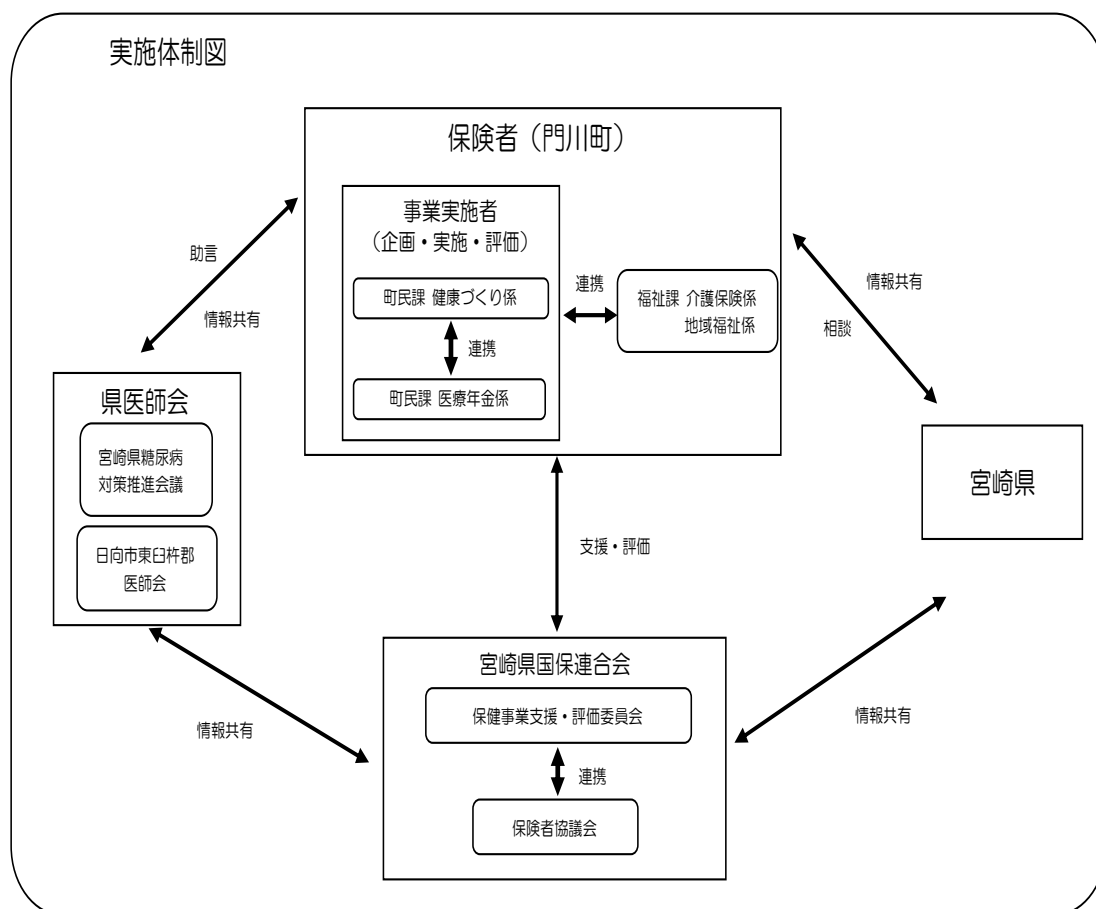 実施体制図
保険者（門川町）
事業実施者
（企画・実施・評価）
町民課 健康づくり係
連携
町民課 医療年金係
連携
福祉課 介護保険係
地域福祉係
助言
情報共有
情報共有
相談
県医師会
宮崎県糖尿病
対策推進会議
日向市東臼杵郡
医師会
宮崎県
支援・評価
宮崎県国保連合会
保健事業支援・評価委員会
連携
保険者協議会
情報共有
情報共有